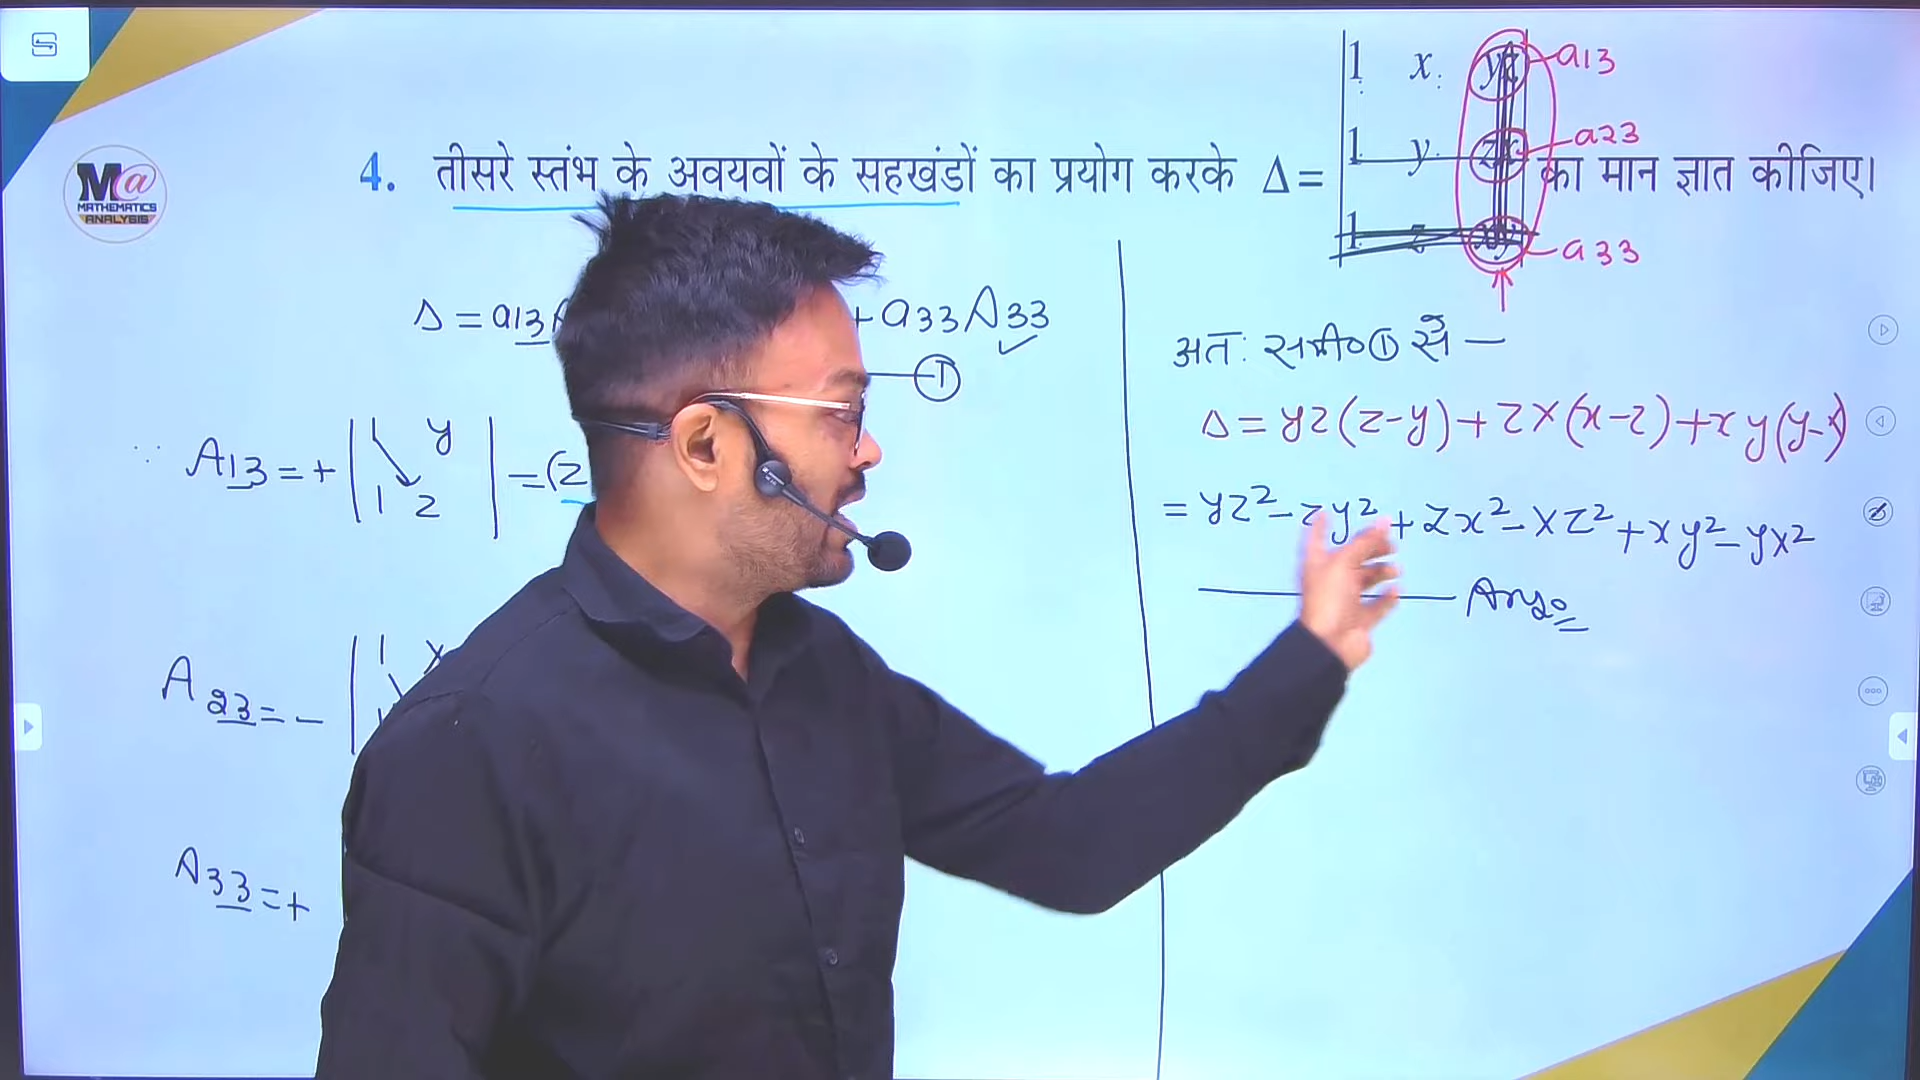 M@
MATHEMATICS
ANALYSIS
4. तीसरे स्तंभ के अवयवों के सहखंडों का प्रयोग करके Δ= का मान ज्ञात कीजिए।
1 x yz a13
1 y zx a23
1 z xy a33
Δ = a13 + a33 A33
①
∵ A13 = + | 1 y | = (z
1 z
A23 = - | 1 x
A33 = +
अतः समी० ① से –
Δ = yz(z-y) + zx(x-z) + xy(y-x)
= yz² - zy² + zx² - xz² + xy² - yx²
Ans